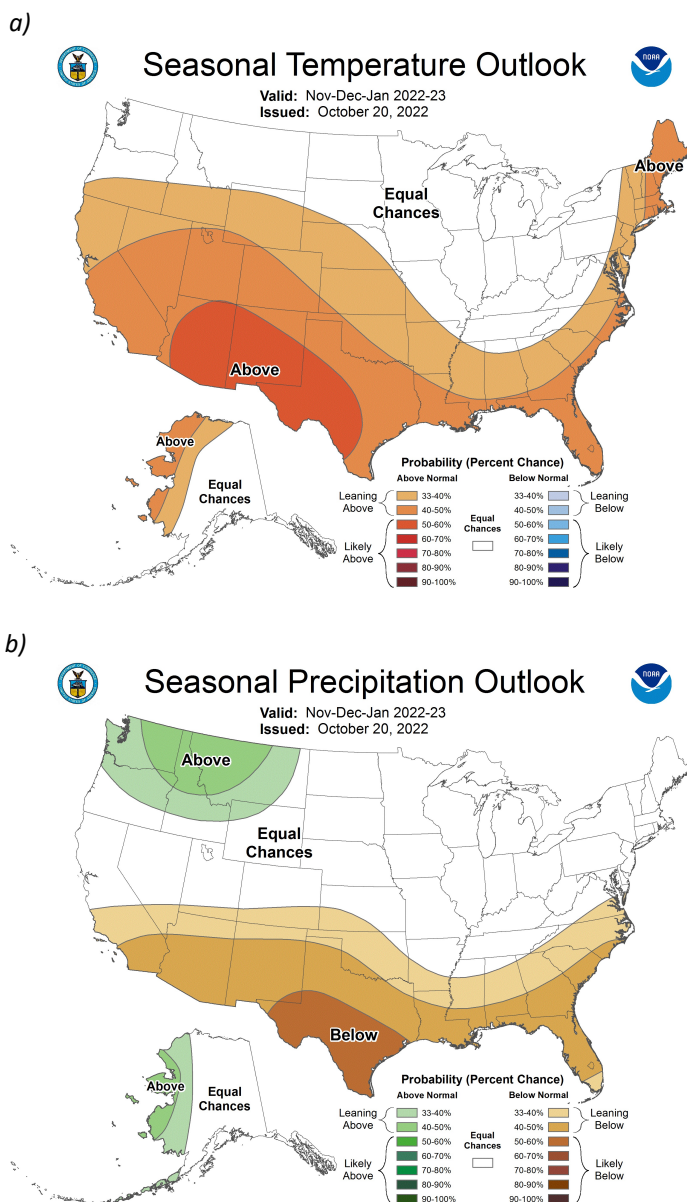 a)
NOAA
Seasonal Temperature Outlook
Valid: Nov-Dec-Jan 2022-23
Issued: October 20, 2022
Above
Equal
Chances
Above
Above
Equal
Chances
Probability (Percent Chance)
Above Normal
Below Normal
Leaning
Above
33-40%
40-50%
50-60%
60-70%
70-80%
80-90%
90-100%
Likely
Above
Equal
Chances
33-40%
40-50%
50-60%
60-70%
70-80%
80-90%
90-100%
Leaning
Below
Likely
Below
b)
NOAA
Seasonal Precipitation Outlook
Valid: Nov-Dec-Jan 2022-23
Issued: October 20, 2022
Above
Equal
Chances
Below
Above
Equal
Chances
Probability (Percent Chance)
Above Normal
Below Normal
Leaning
Above
33-40%
40-50%
50-60%
60-70%
70-80%
80-90%
90-100%
Likely
Above
Equal
Chances
33-40%
40-50%
50-60%
60-70%
70-80%
80-90%
90-100%
Leaning
Below
Likely
Below